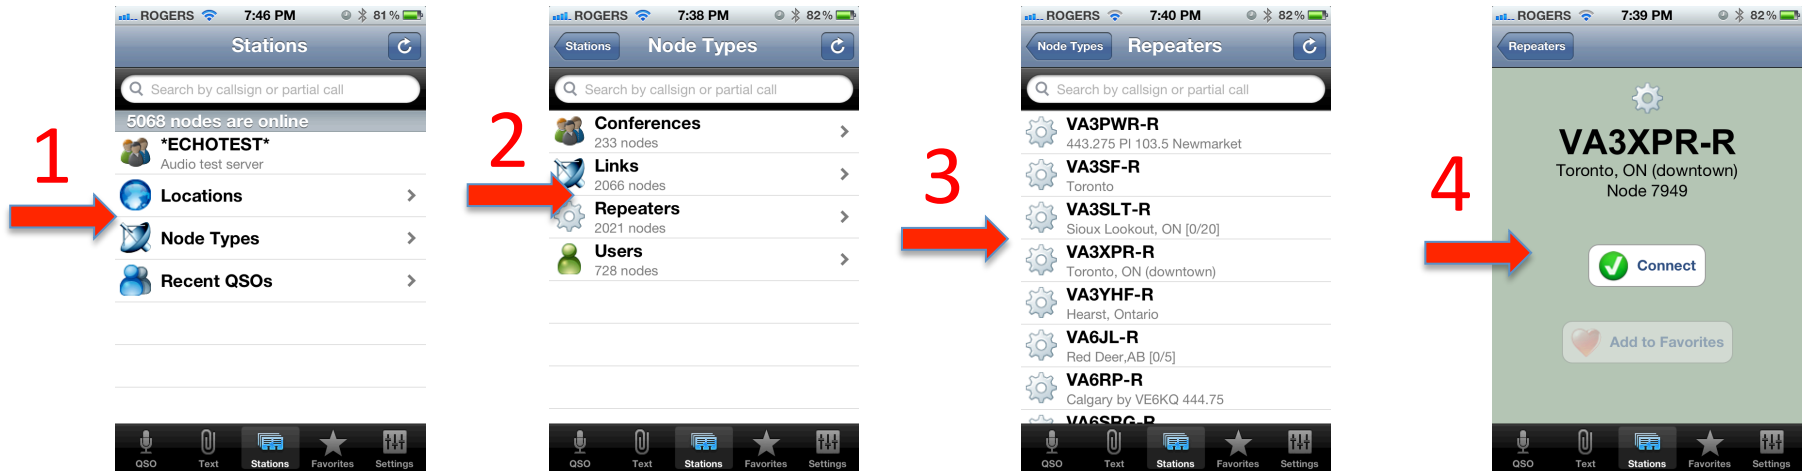 1
ROGERS 7:46 PM 81%
Stations
Search by callsign or partial call
5068 nodes are online
*ECHOTEST*
Audio test server
Locations
Node Types
Recent QSOs
QSO Text Stations Favorites Settings
2
ROGERS 7:38 PM 82%
Stations Node Types
Search by callsign or partial call
Conferences
233 nodes
Links
2066 nodes
Repeaters
2021 nodes
Users
728 nodes
QSO Text Stations Favorites Settings
3
ROGERS 7:40 PM 82%
Node Types Repeaters
Search by callsign or partial call
VA3PWR-R
443.275 Pl 103.5 Newmarket
VA3SF-R
Toronto
VA3SLT-R
Sioux Lookout, ON [0/20]
VA3XPR-R
Toronto, ON (downtown)
VA3YHF-R
Hearst, Ontario
VA6JL-R
Red Deer,AB [0/5]
VA6RP-R
Calgary by VE6KQ 444.75
VA6SRG-R
QSO Text Stations Favorites Settings
4
ROGERS 7:39 PM 82%
Repeaters
VA3XPR-R
Toronto, ON (downtown)
Node 7949
Connect
Add to Favorites
QSO Text Stations Favorites Settings